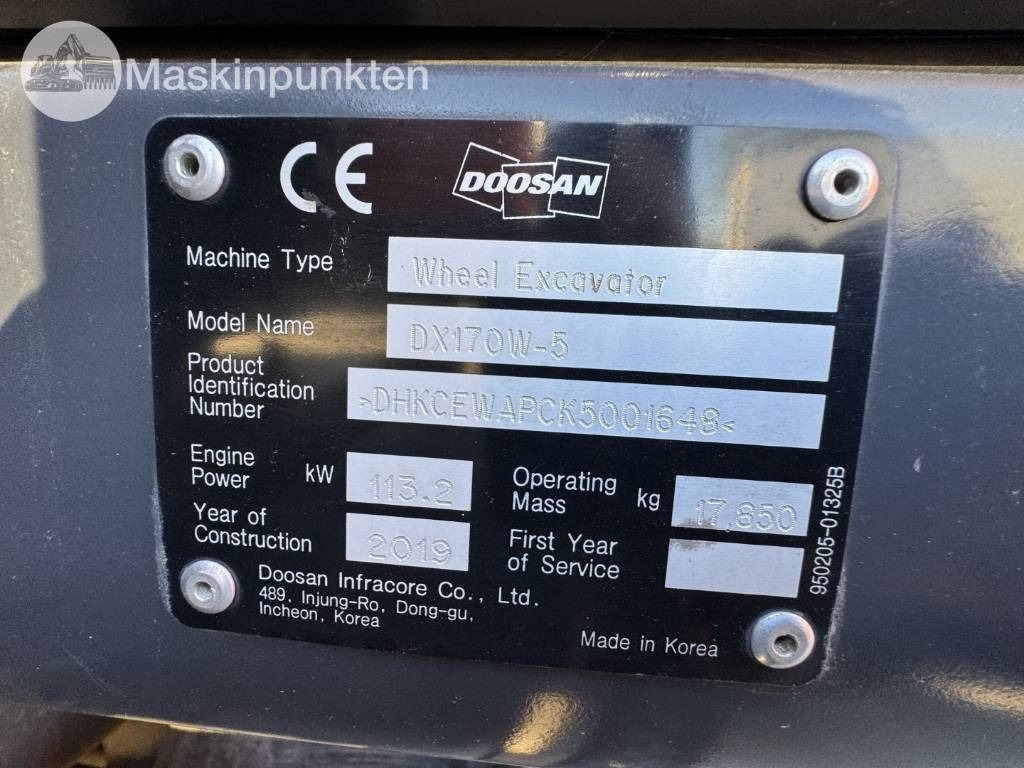 Maskinpunkten
CE DOOSAN
Machine Type Wheel Excavator
Model Name DX170W-5
Product
Identification
Number >DHKCEWAPCK5001648<
Engine
Power kW 113.2
Operating
Mass kg 17,850
Year of
Construction 2019
First Year
of Service
Doosan Infracore Co., Ltd.
489, Injung-Ro, Dong-gu,
Incheon, Korea
Made in Korea
950205-01325B